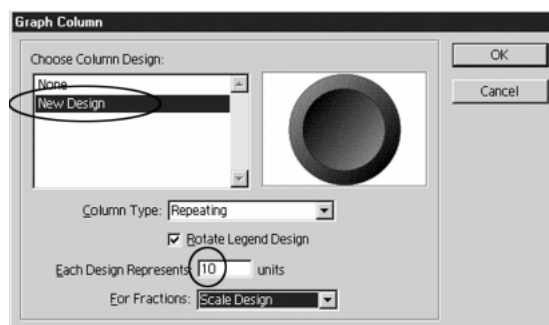 Graph Column
Choose Column Design:
OK
None
New Design
Cancel
Column Type: Repeating
Rotate Legend Design
Each Design Represents: 10 units
For Fractions: Scale Design